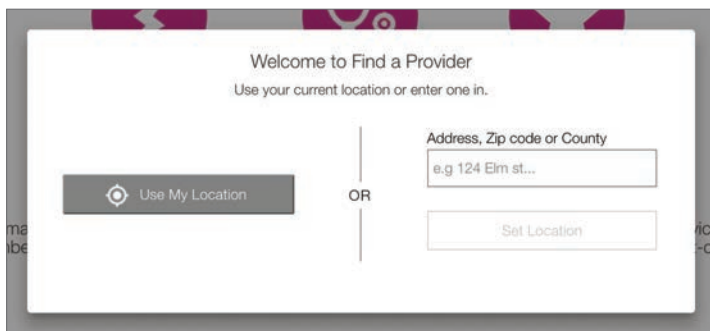 Welcome to Find a Provider
Use your current location or enter one in.
Address, Zip code or County
e.g 124 Elm st...
Use My Location
OR
Set Location